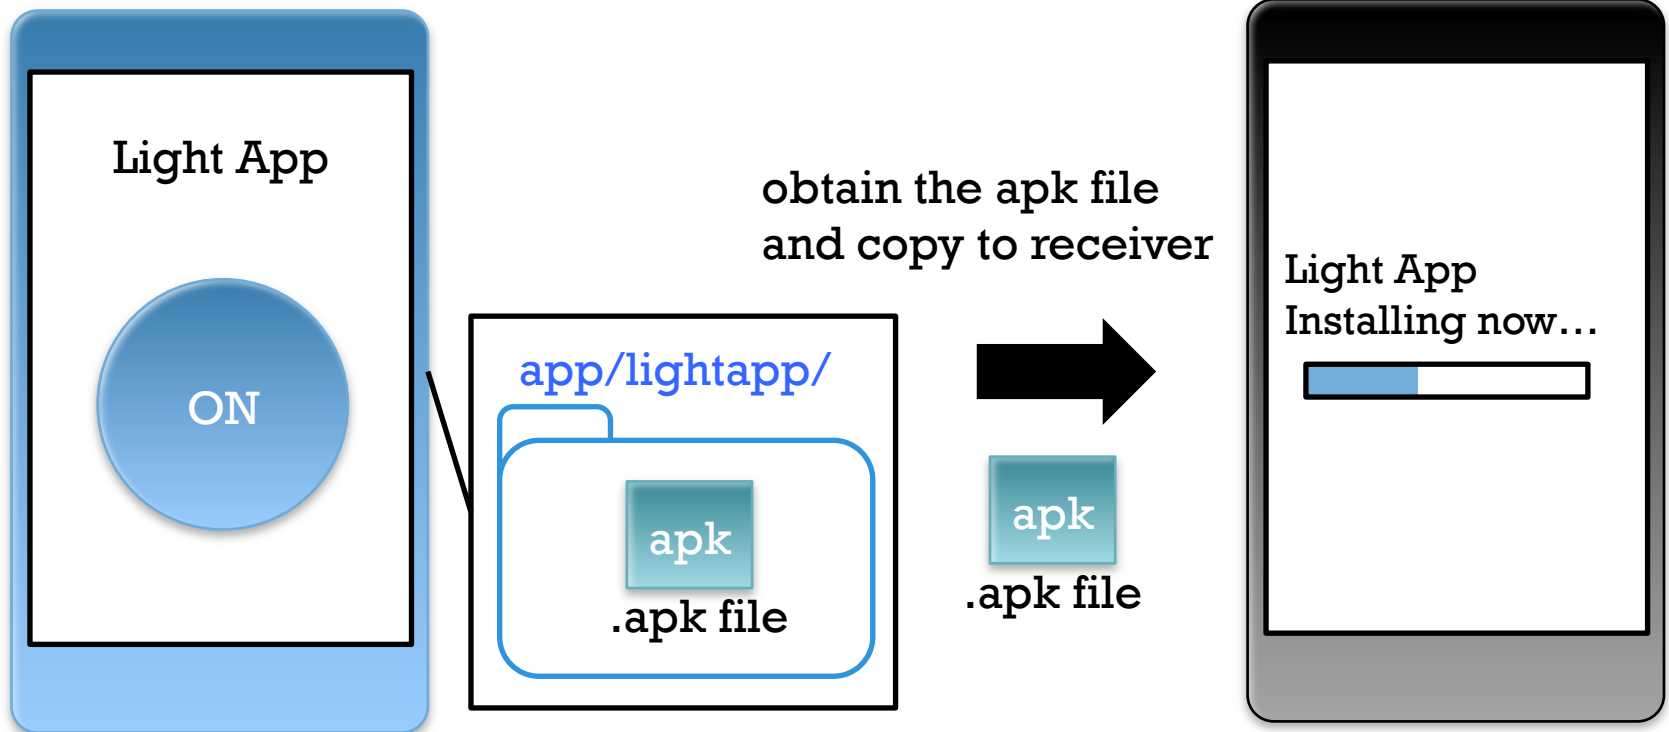 Light App
ON
app/lightapp/
apk
.apk file
obtain the apk file
and copy to receiver
apk
.apk file
Light App
Installing now…